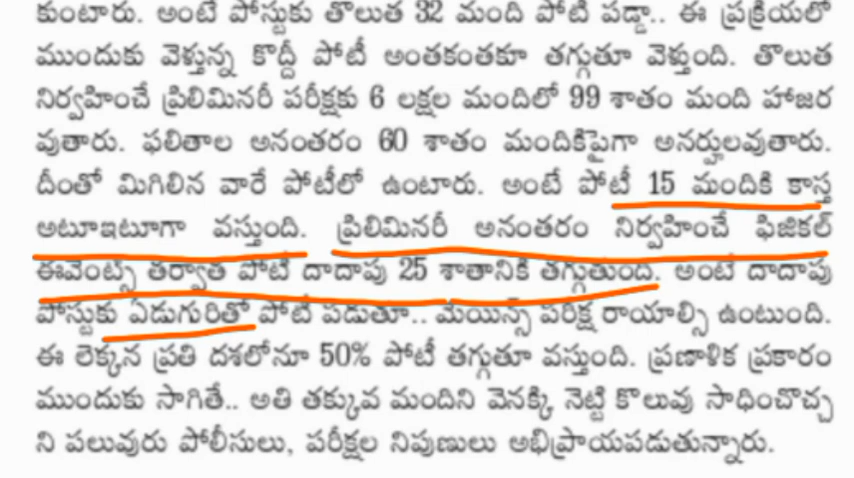 కుంటారు. అంటే పోస్టుకు తొలుత 32 మంది పోటీ పడ్డా.. ఈ ప్రక్రియలో
ముందుకు వెళ్తున్న కొద్దీ పోటీ అంతకంతకూ తగ్గుతూ వెళ్తుంది. తొలుత
నిర్వహించే ప్రిలిమినరీ పరీక్షకు 6 లక్షల మందిలో 99 శాతం మంది హాజర
వుతారు. ఫలితాల అనంతరం 60 శాతం మందికిపైగా అనర్హులవుతారు.
దీంతో మిగిలిన వారే పోటీలో ఉంటారు. అంటే పోటీ 15 మందికి కాస్త
అటూఇటూగా వస్తుంది. ప్రిలిమినరీ అనంతరం నిర్వహించే ఫిజికల్
ఈవెంట్స్ తర్వాత పోటీ దాదాపు 25 శాతానికి తగ్గుతుంది. అంటే దాదాపు
పోస్టుకు ఏడుగురితో పోటీ పడుతూ.. మెయిన్స్ పరీక్ష రాయాల్సి ఉంటుంది.
ఈ లెక్కన ప్రతి దశలోనూ 50% పోటీ తగ్గుతూ వస్తుంది. ప్రణాళిక ప్రకారం
ముందుకు సాగితే.. అతి తక్కువ మందిని వెనక్కి నెట్టి కొలువు సాధించొచ్చ
ని పలువురు పోలీసులు, పరీక్షల నిపుణులు అభిప్రాయపడుతున్నారు.